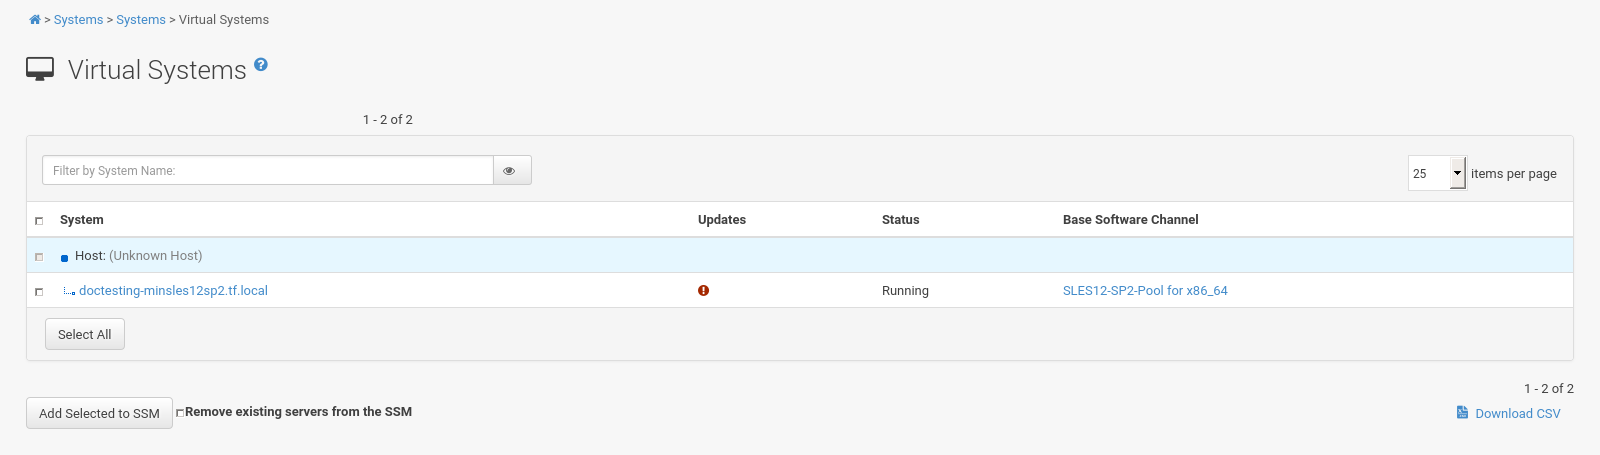 > Systems > Systems > Virtual Systems
Virtual Systems ?
1 - 2 of 2
Filter by System Name:
25 items per page
System Updates Status Base Software Channel
Host: (Unknown Host)
doctesting-minsles12sp2.tf.local Running SLES12-SP2-Pool for x86_64
Select All
1 - 2 of 2
Add Selected to SSM Remove existing servers from the SSM Download CSV